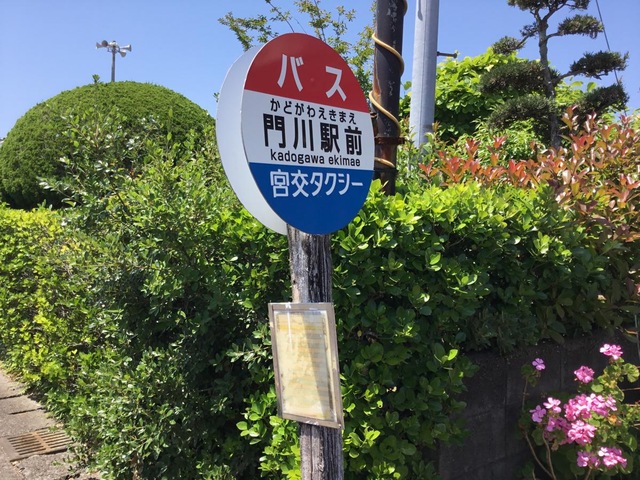 バス
かどがわえきまえ
門川駅前
kadogawa ekimae
宮交タクシー